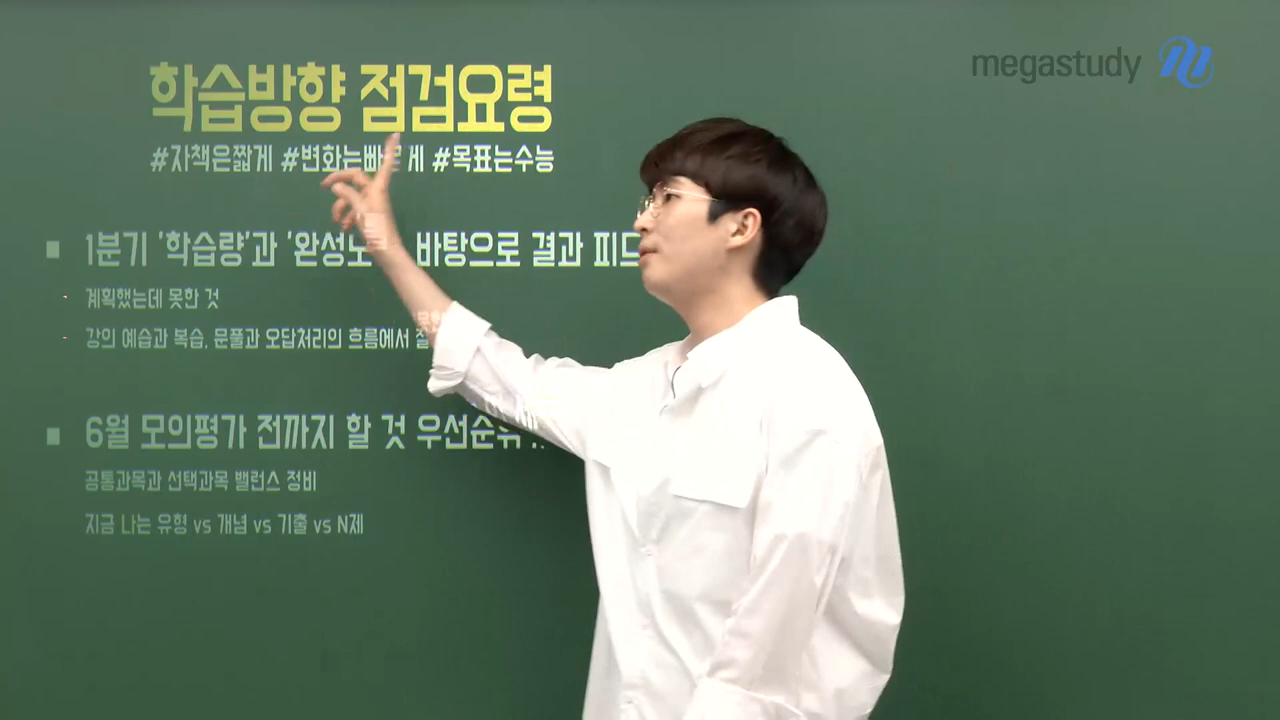 megastudy
학습방향 점검요령
#자책은짧게 #변화는빠르게 #목표는수능
1분기 '학습량'과 바탕으로 결과
계획했는데 못한 것
강의 예습과 복습, 문풀과 오답처리의 흐름에서
6월 모의평가 전까지 할 것 우선순위
공통과목과 선택과목 밸런스 정비
지금 나는 유형 vs 개념 vs 기출 vs N제